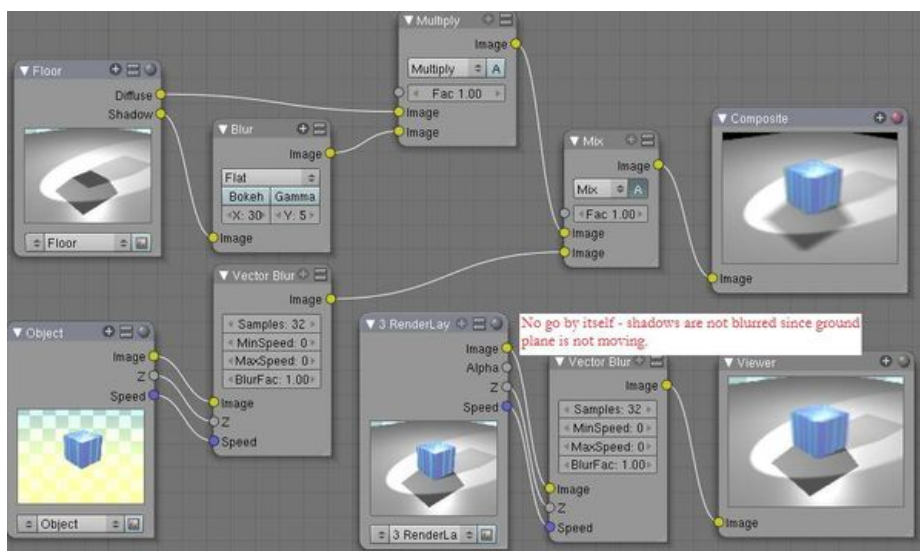 Multiply
Image
Multiply A
Fac 1.00
Image
Image
Floor
Diffuse
Shadow
Floor
Blur
Image
Flat
Bokeh Gamma
X: 30 Y: 5
Image
Mix
Image
Mix A
Fac 1.00
Image
Image
Composite
Image
Vector Blur
Image
Samples: 32
MinSpeed: 0
MaxSpeed: 0
BlurFac: 1.00
Image
Z
Speed
Object
Image
Z
Speed
Object
3 RenderLay
Image
Alpha
Z
Speed
3 RenderLa
No go by itself - shadows are not blurred since ground
plane is not moving.
Vector Blur
Image
Samples: 32
MinSpeed: 0
MaxSpeed: 0
BlurFac: 1.00
Image
Z
Speed
Viewer
Image